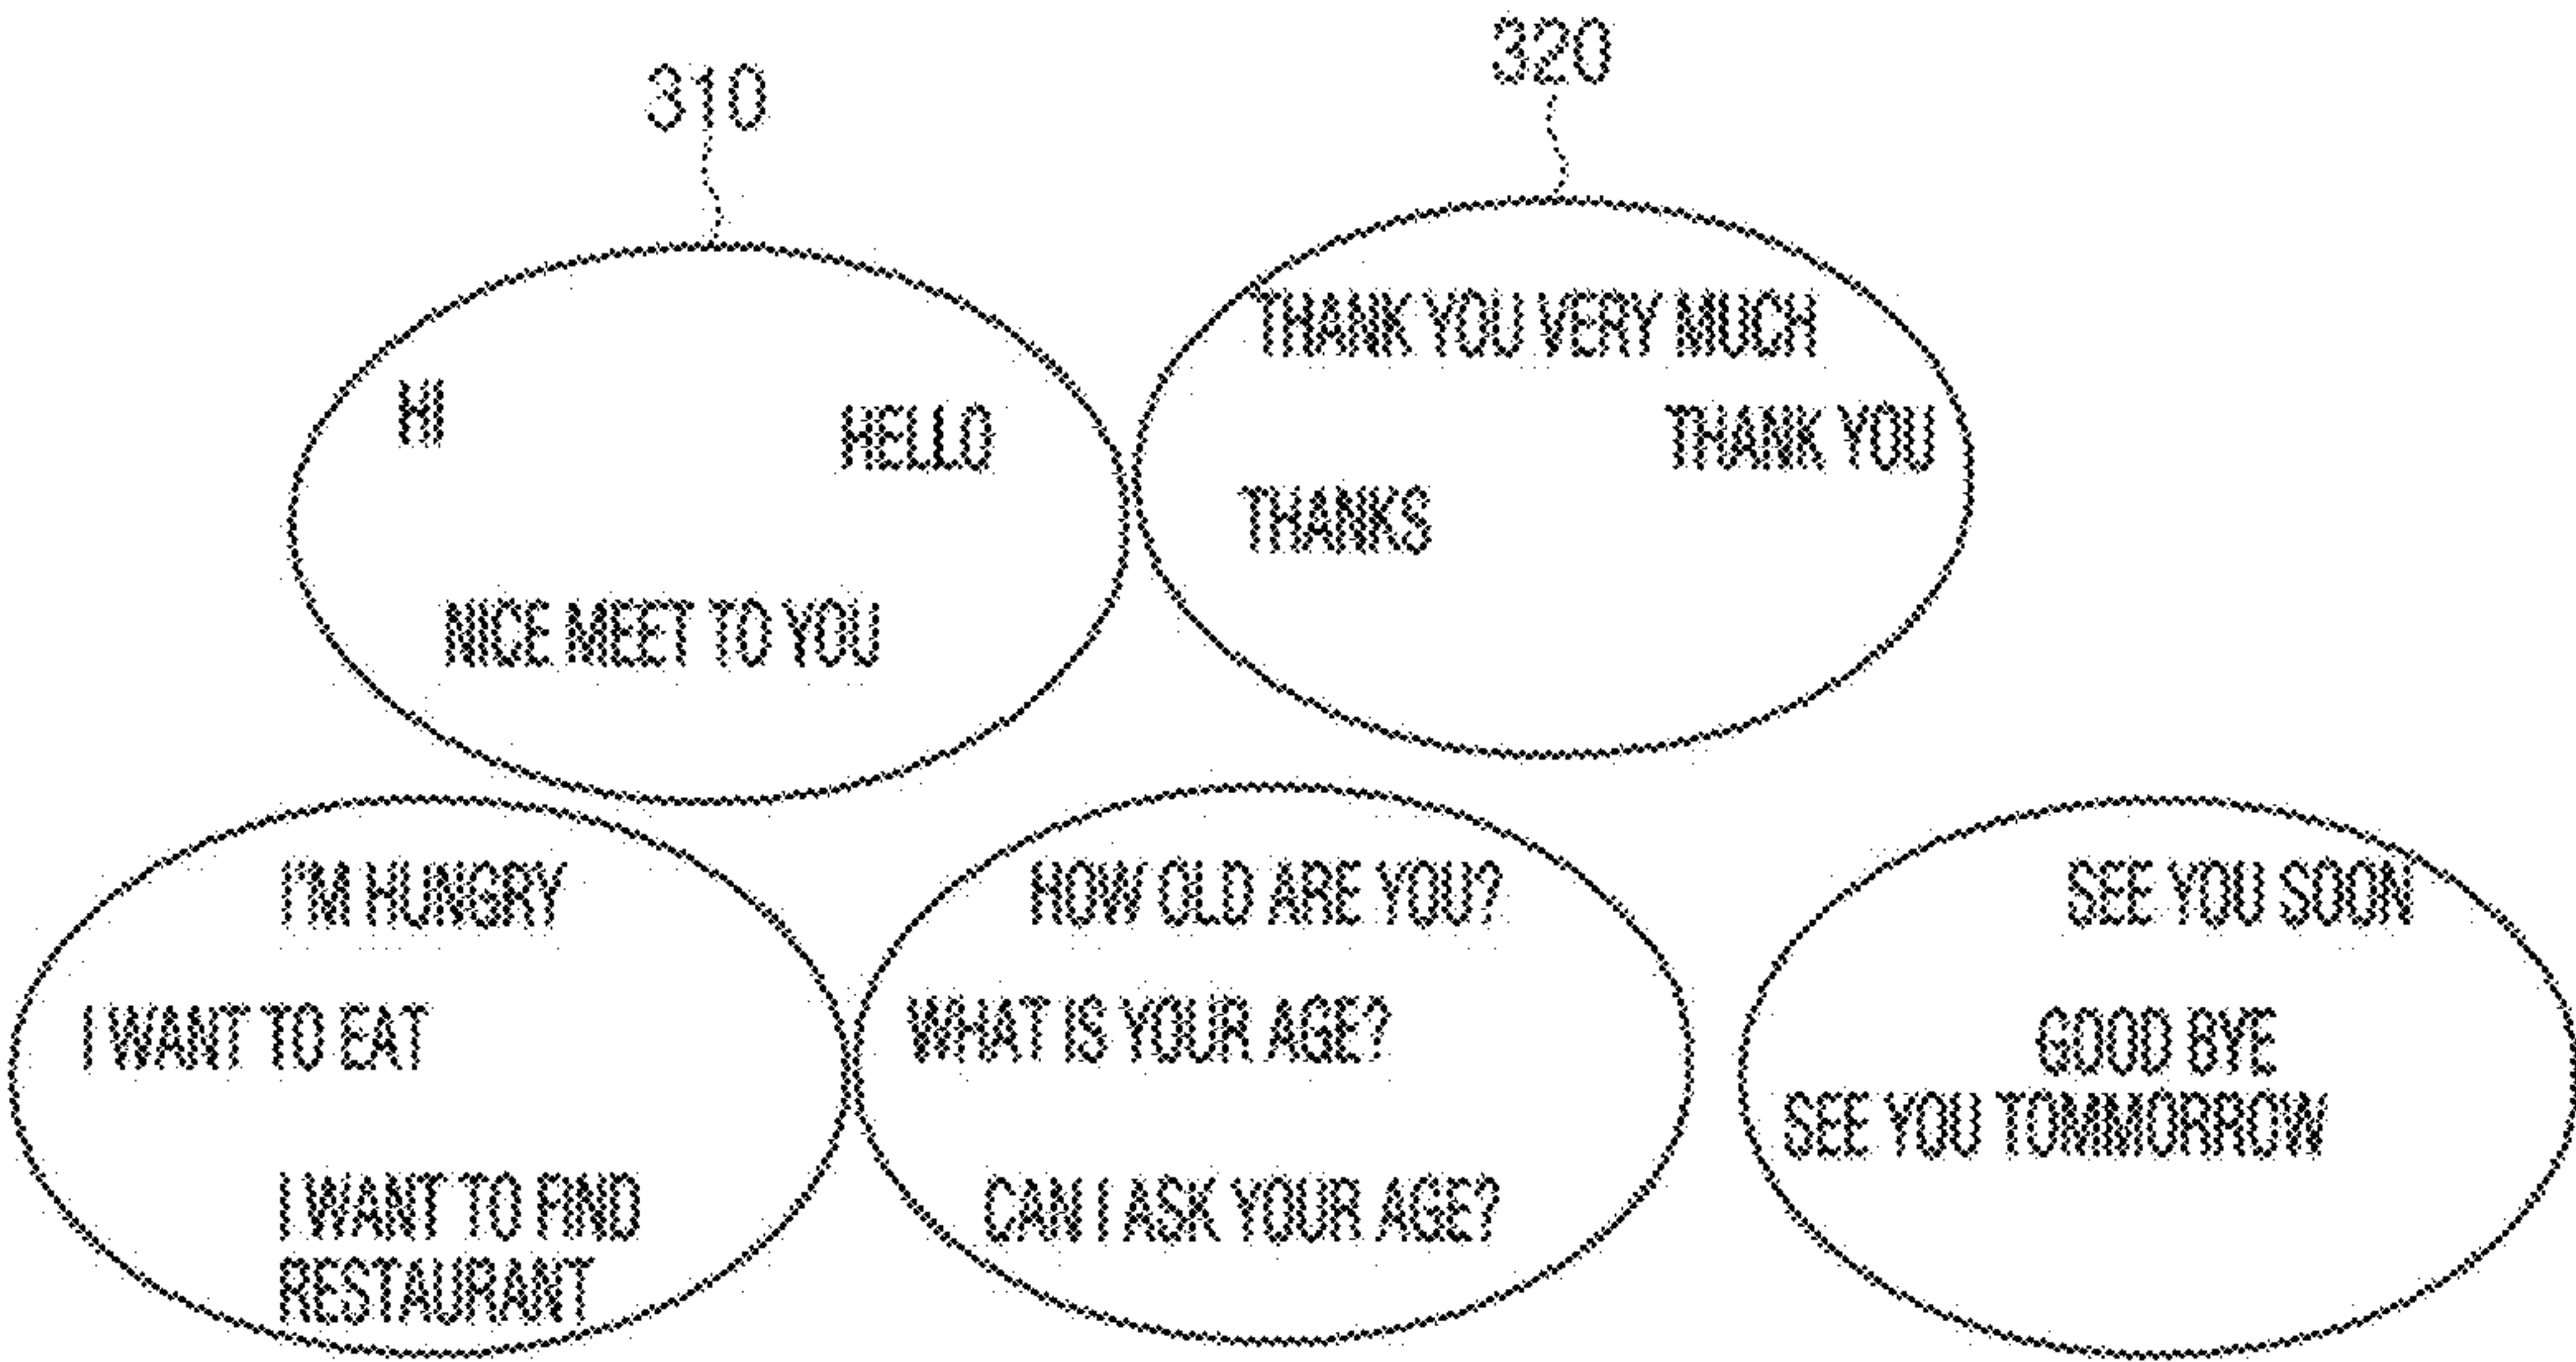 310
320
HI
HELLO
NICE MEET TO YOU
THANK YOU VERY MUCH
THANK YOU
THANKS
I'M HUNGRY
I WANT TO EAT
I WANT TO FIND
RESTAURANT
HOW OLD ARE YOU?
WHAT IS YOUR AGE?
CAN I ASK YOUR AGE?
SEE YOU SOON
GOOD BYE
SEE YOU TOMMORROW